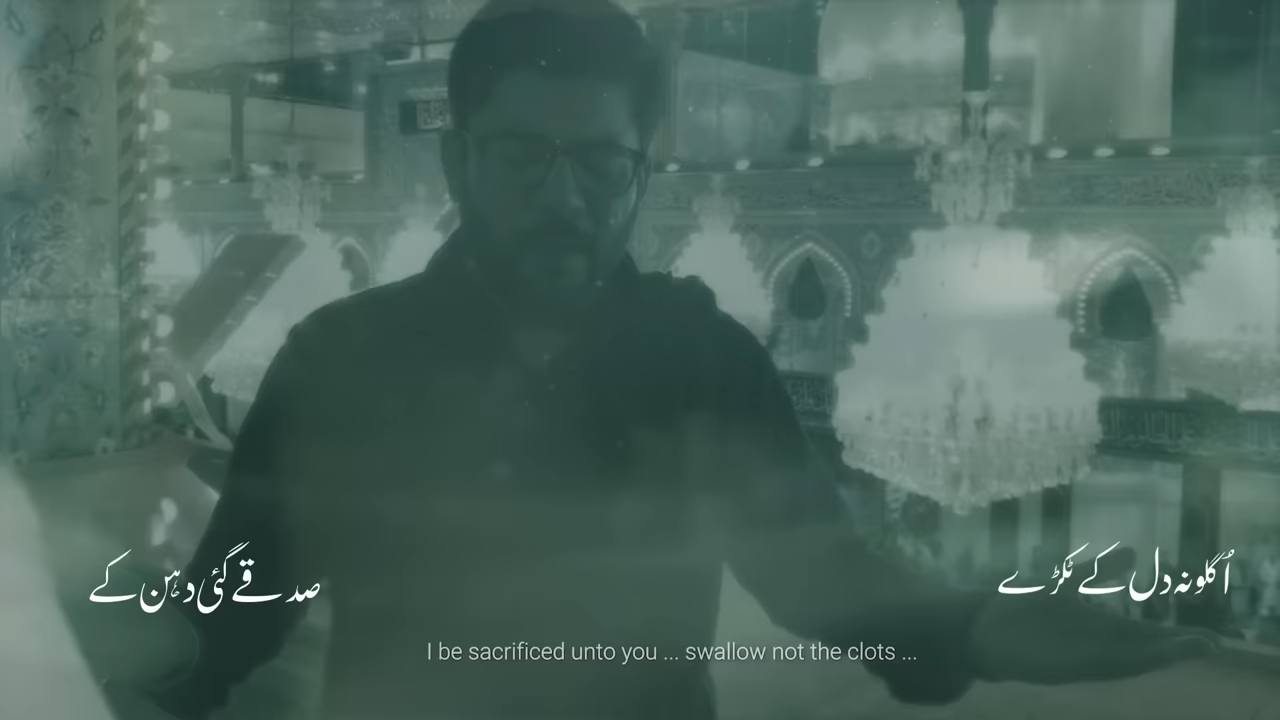 اُگلو نہ دل کے ٹکڑے
صدقے گئی دہن کے
I be sacrificed unto you ... swallow not the clots ...